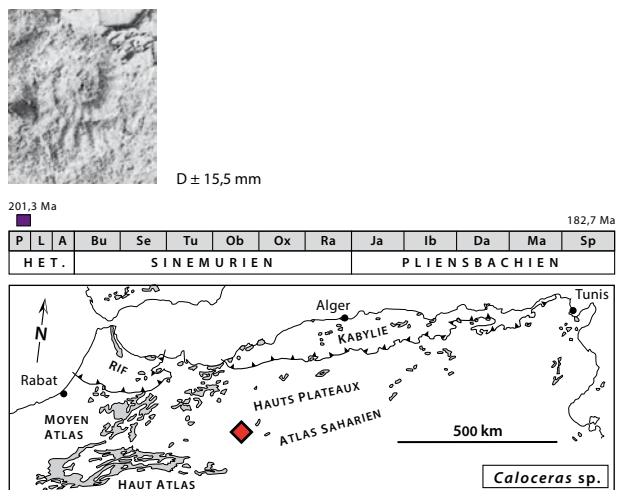 D ± 15,5 mm
201,3 Ma
182,7 Ma
P L A Bu Se Tu Ob Ox Ra Ja Ib Da Ma Sp
HET. SINEMURIEN PLIENSBACHIEN
Tunis
Alger
N
KABYLIE
RIF
Rabat
HAUTS PLATEAUX
MOYEN
ATLAS
ATLAS SAHARIEN
500 km
HAUT ATLAS
Caloceras sp.